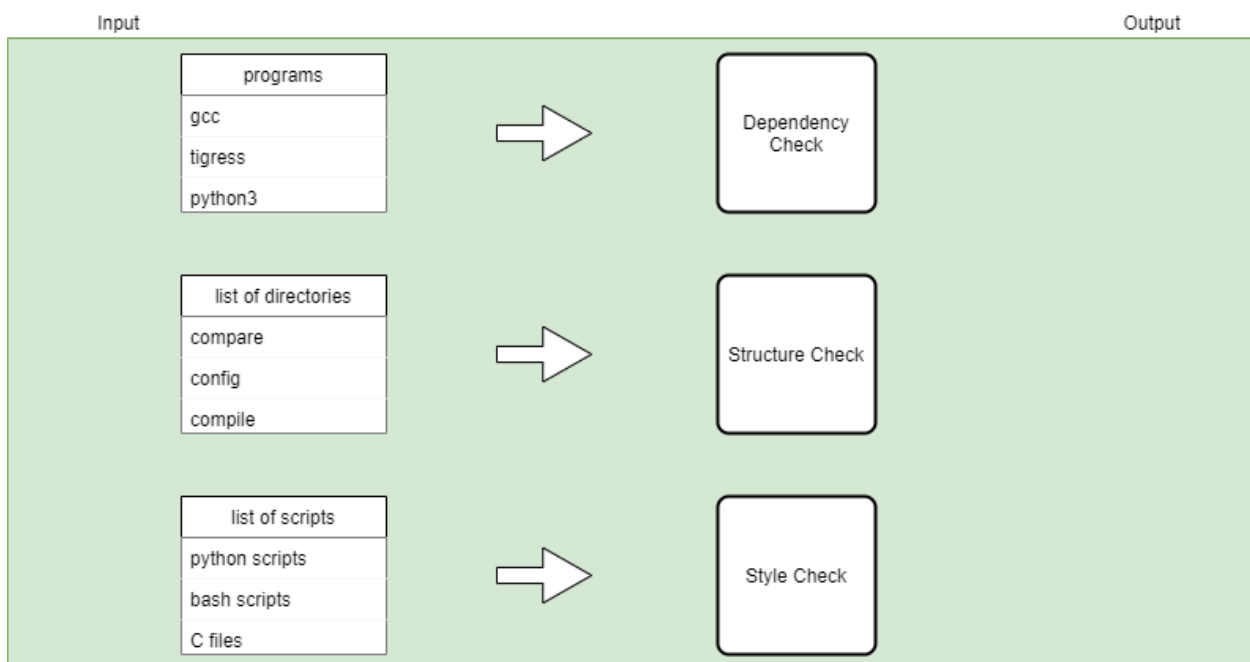 Input
Output
programs
gcc
tigress
python3
Dependency
Check
list of directories
compare
config
compile
Structure Check
list of scripts
python scripts
bash scripts
C files
Style Check